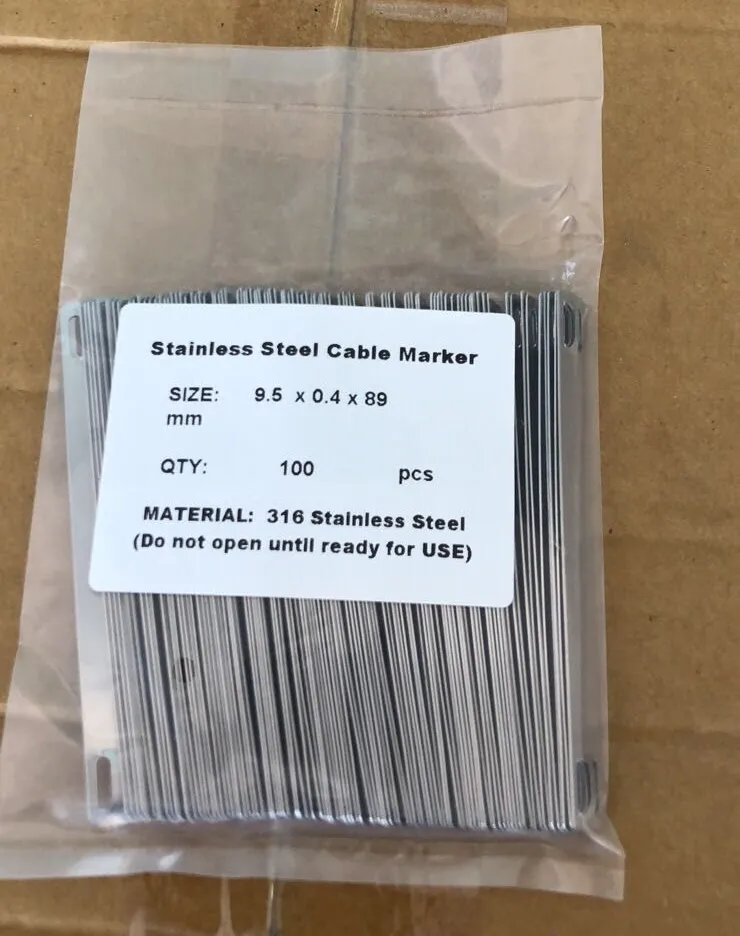 Stainless Steel Cable Marker
SIZE: 9.5 x 0.4 x 89
mm
QTY: 100 pcs
MATERIAL: 316 Stainless Steel
(Do not open until ready for USE)